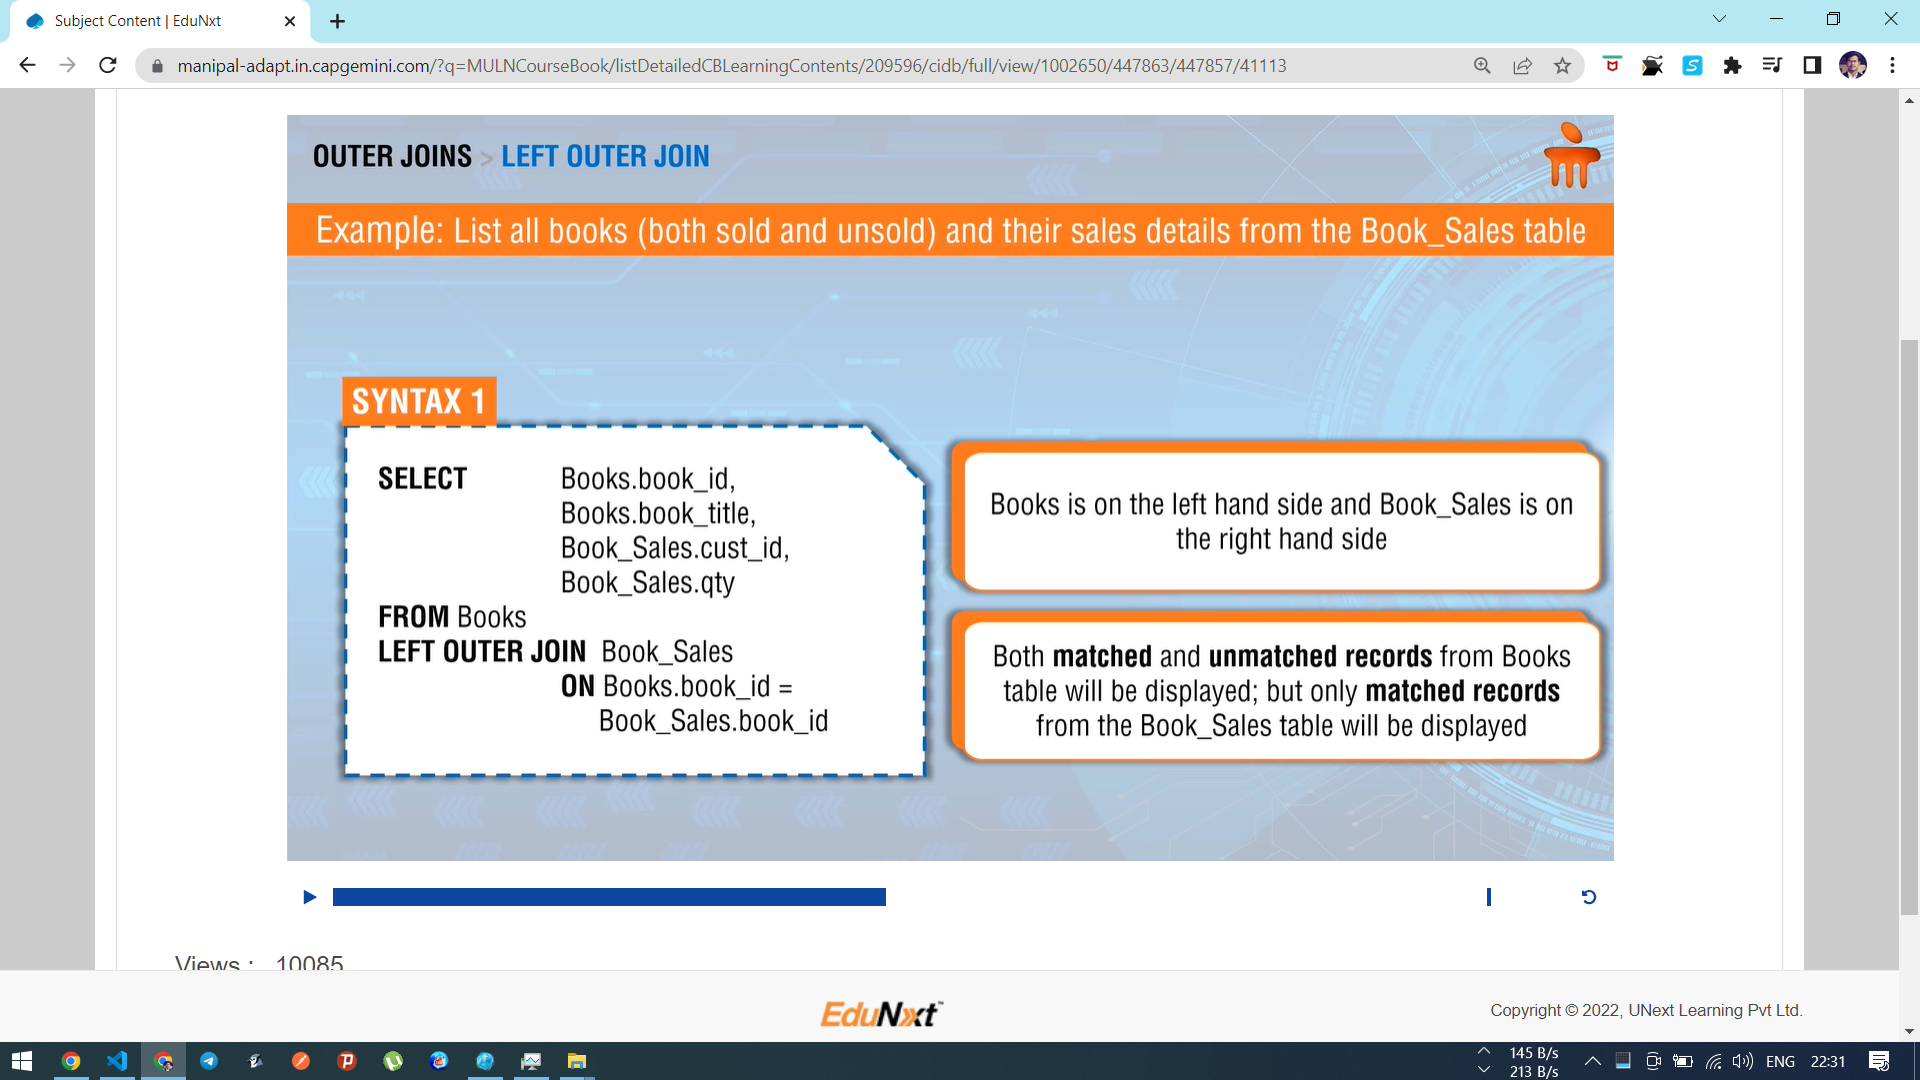 Subject Content | EduNxt
manipal-adapt.in.capgemini.com/?q=MULNCourseBook/listDetailedCBLearningContents/209596/cidb/full/view/1002650/447863/447857/41113
OUTER JOINS > LEFT OUTER JOIN
Example: List all books (both sold and unsold) and their sales details from the Book_Sales table
SYNTAX 1
SELECT Books.book_id,
Books.book_title,
Book_Sales.cust_id,
Book_Sales.qty
FROM Books
LEFT OUTER JOIN Book_Sales
ON Books.book_id =
Book_Sales.book_id
Books is on the left hand side and Book_Sales is on
the right hand side
Both matched and unmatched records from Books
table will be displayed; but only matched records
from the Book_Sales table will be displayed
Views : 10085
EduNxt
Copyright © 2022, UNext Learning Pvt Ltd.
145 B/s
213 B/s
ENG
22:31